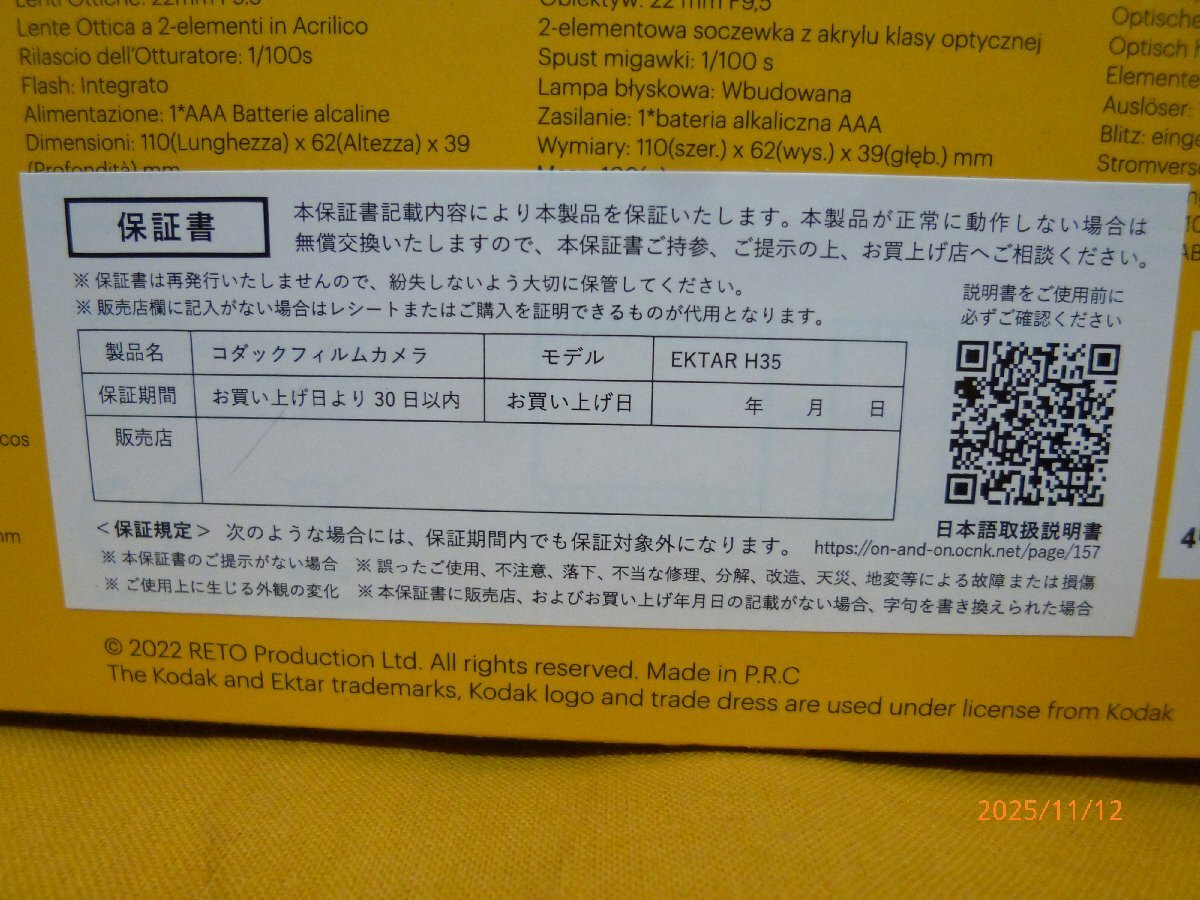 Lenti Ottiche: 22mm F9.5
Lente Ottica a 2-elementi in Acrilico
Rilascio dell'Otturatore: 1/100s
Flash: Integrato
Alimentazione: 1*AAA Batterie alcaline
Dimensioni: 110(Lunghezza) x 62(Altezza) x 39
(Profondità) mm
Obiektyw: 22 mm F9,5
2-elementowa soczewka z akrylu klasy optycznej
Spust migawki: 1/100 s
Lampa błyskowa: Wbudowana
Zasilanie: 1*bateria alkaliczna AAA
Wymiary: 110(szer.) x 62(wys.) x 39(głęb.) mm
Optische
Optisch
Elemente
Auslöser:
Blitz: einge
Stromverso
保証書
本保証書記載内容により本製品を保証いたします。本製品が正常に動作しない場合は
無償交換いたしますので、本保証書ご持参、ご提示の上、お買上げ店へご相談ください。
※ 保証書は再発行いたしませんので、紛失しないよう大切に保管してください。
※ 販売店欄に記入がない場合はレシートまたはご購入を証明できるものが代用となります。
説明書をご使用前に
必ずご確認ください
製品名 コダックフィルムカメラ モデル EKTAR H35
保証期間 お買い上げ日より 30 日以内 お買い上げ日 年 月 日
販売店
日本語取扱説明書
https://on-and-on.ocnk.net/page/157
＜保証規定＞ 次のような場合には、保証期間内でも保証対象外になります。
※ 本保証書のご提示がない場合 ※ 誤ったご使用、不注意、落下、不当な修理、分解、改造、天災、地変等による故障または損傷
※ ご使用上に生じる外観の変化 ※ 本保証書に販売店、およびお買い上げ年月日の記載がない場合、字句を書き換えられた場合
cos
mm
4
© 2022 RETO Production Ltd. All rights reserved. Made in P.R.C
The Kodak and Ektar trademarks, Kodak logo and trade dress are used under license from Kodak
2025/11/12